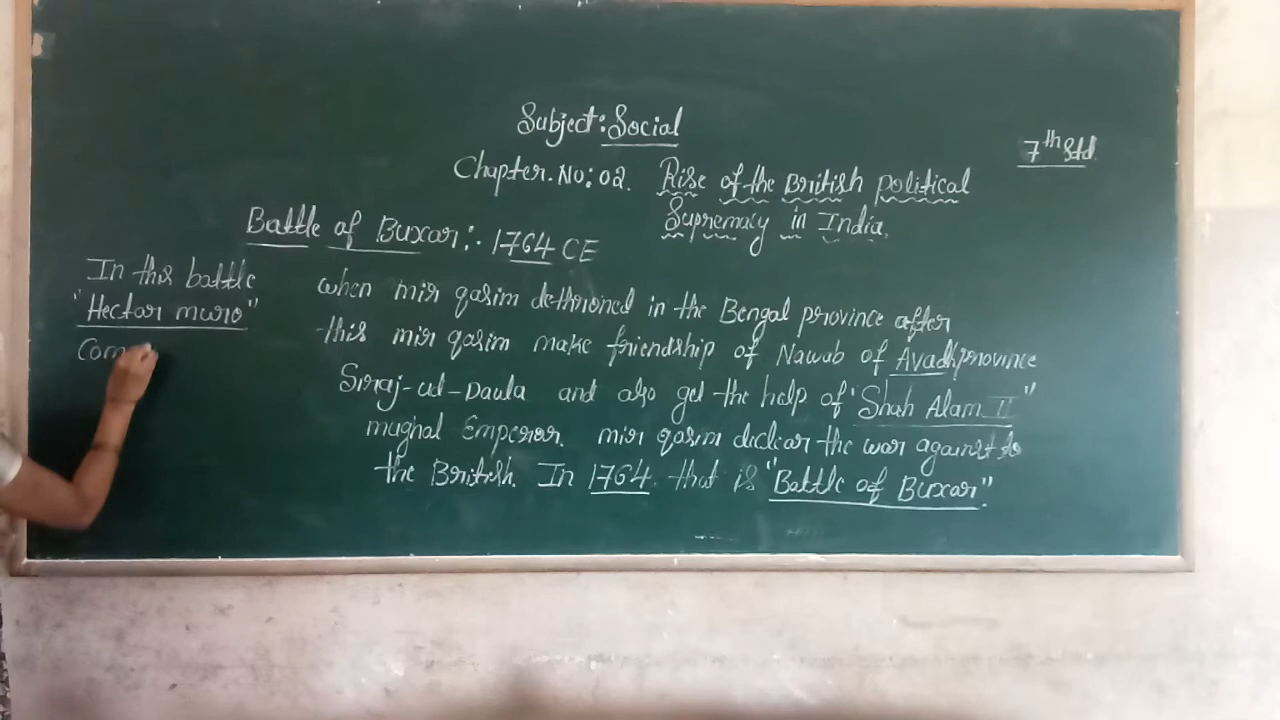 Subject: Social
7th Std.
Chapter. No: 02. Rise of the British political
Supremacy in India.
Battle of Buxar:- 1764 CE
In this battle
"Hectar muro"
Com
when mir qasim dethroned in the Bengal province after
this mir qasim make friendship of Nawab of Avadh province
Siraj-ud-Daula and also get the help of "Shah Alam II"
mughal Emperor. mir qasim declear the war against to
the British. In 1764. that is "Battle of Buxar".